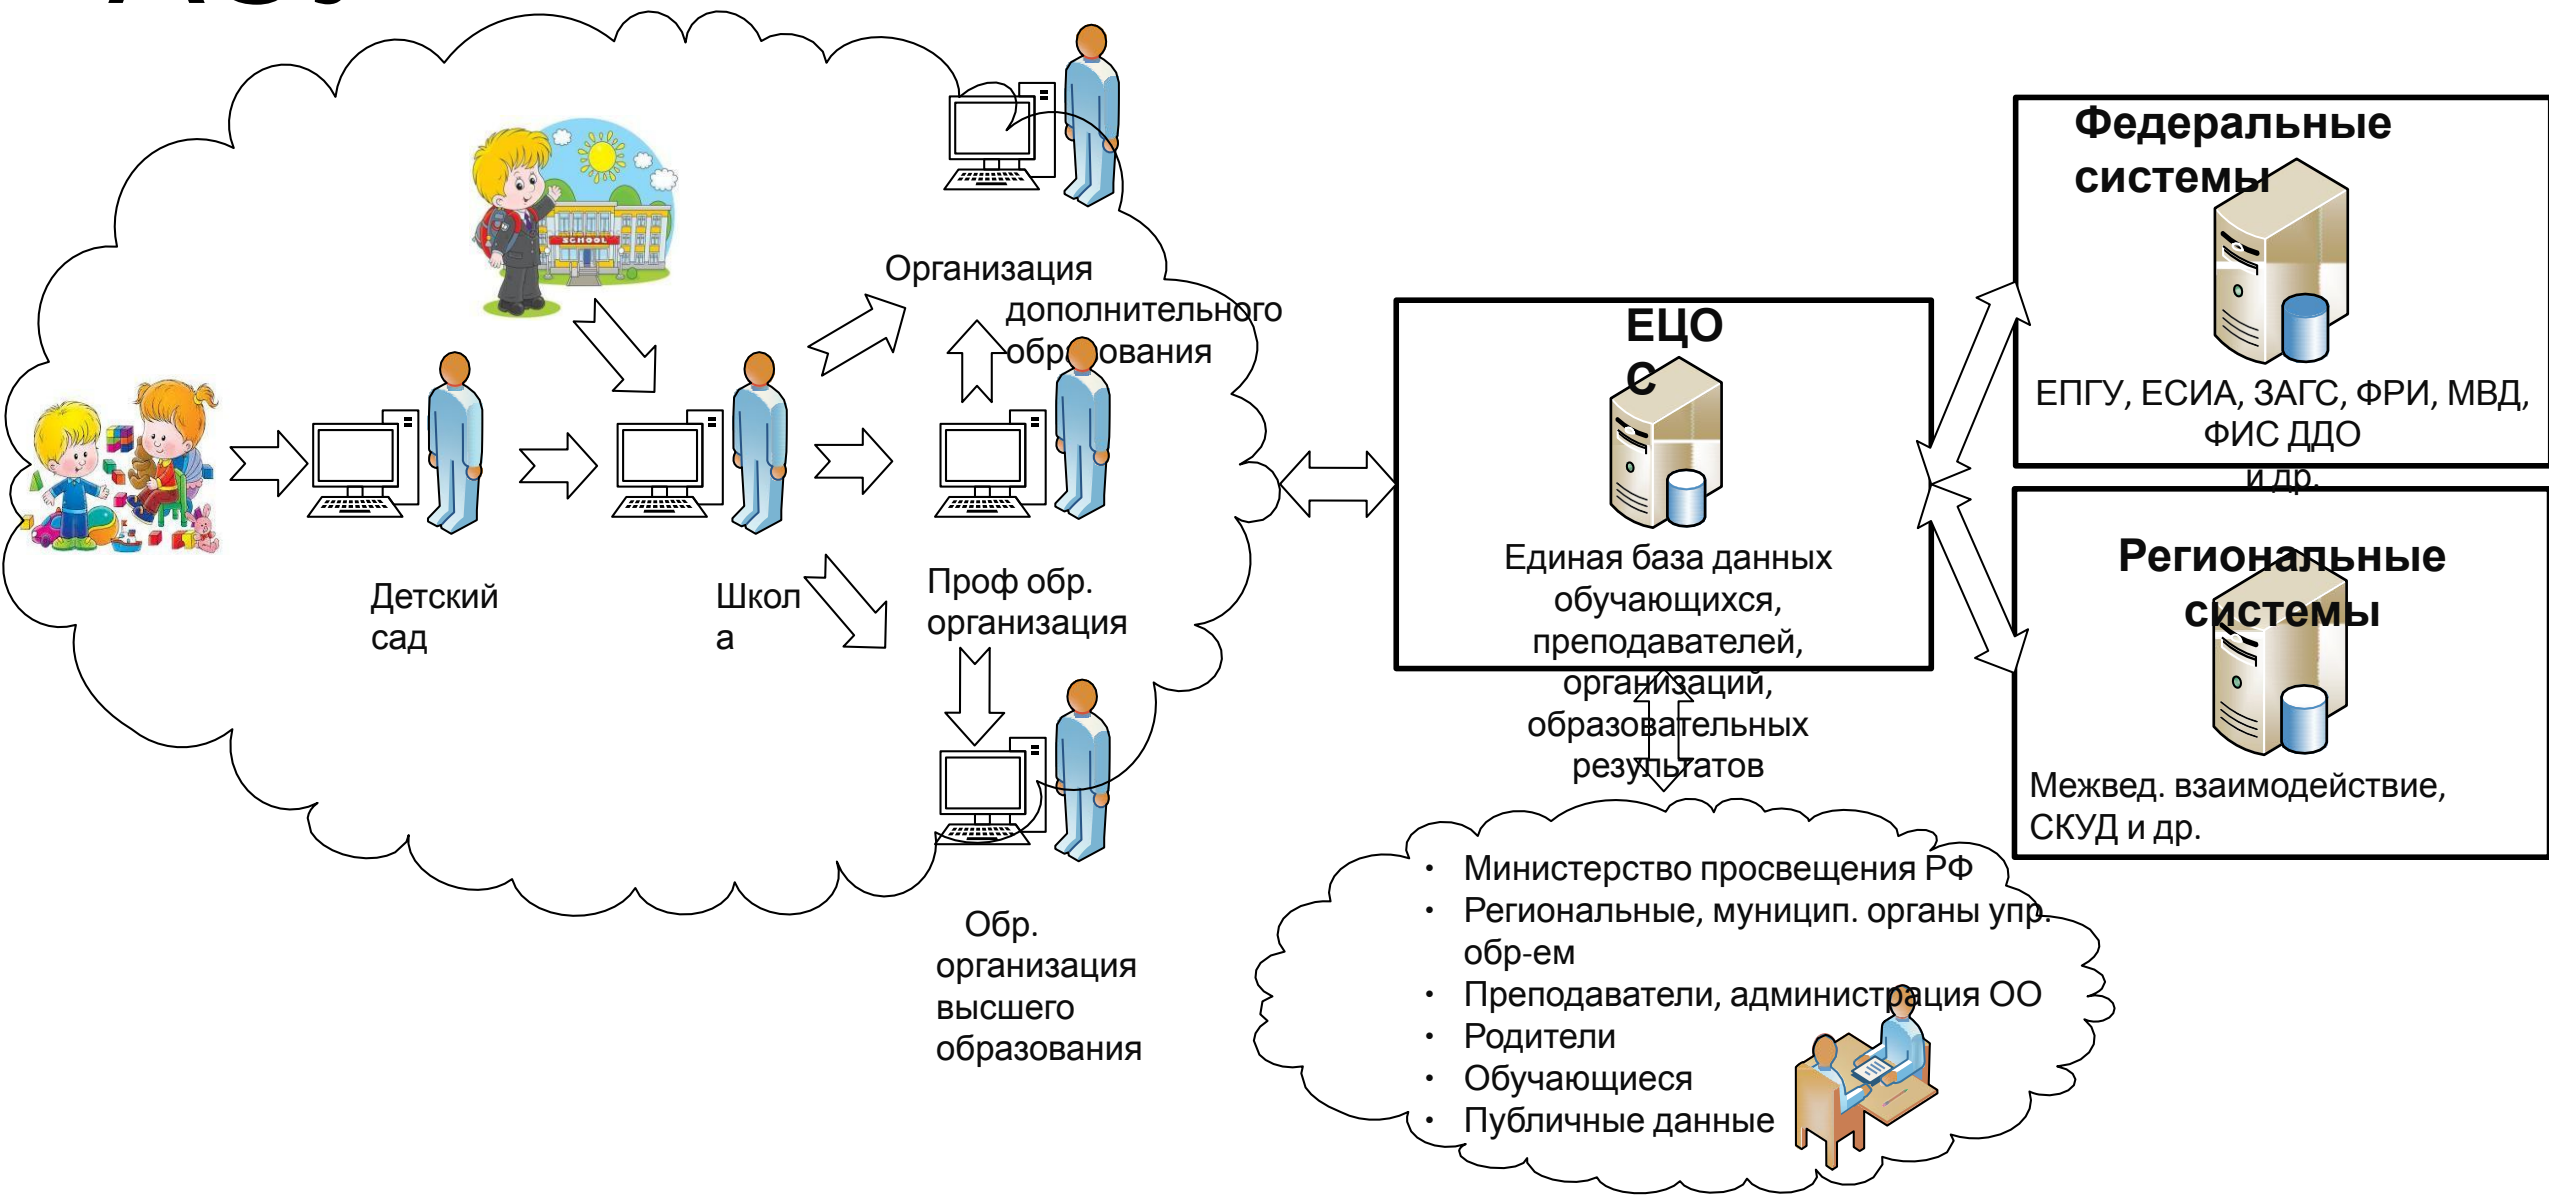 SCHOOL
Организация
дополнительного
образования
Детский
сад
Школ
а
Проф обр.
организация
Обр.
организация
высшего
образования
ЕЦО
С
Единая база данных
обучающихся,
преподавателей,
организаций,
образовательных
результатов
Федеральные
системы
ЕПГУ, ЕСИА, ЗАГС, ФРИ, МВД,
ФИС ДДО
и др.
Региональные
системы
Межвед. взаимодействие,
СКУД и др.
• Министерство просвещения РФ
• Региональные, муницип. органы упр.
обр-ем
• Преподаватели, администрация ОО
• Родители
• Обучающиеся
• Публичные данные